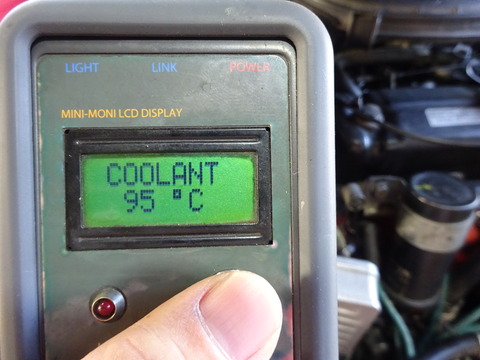 LIGHT LINK POWER
MINI-MONI LCD DISPLAY
COOLANT
95 °C